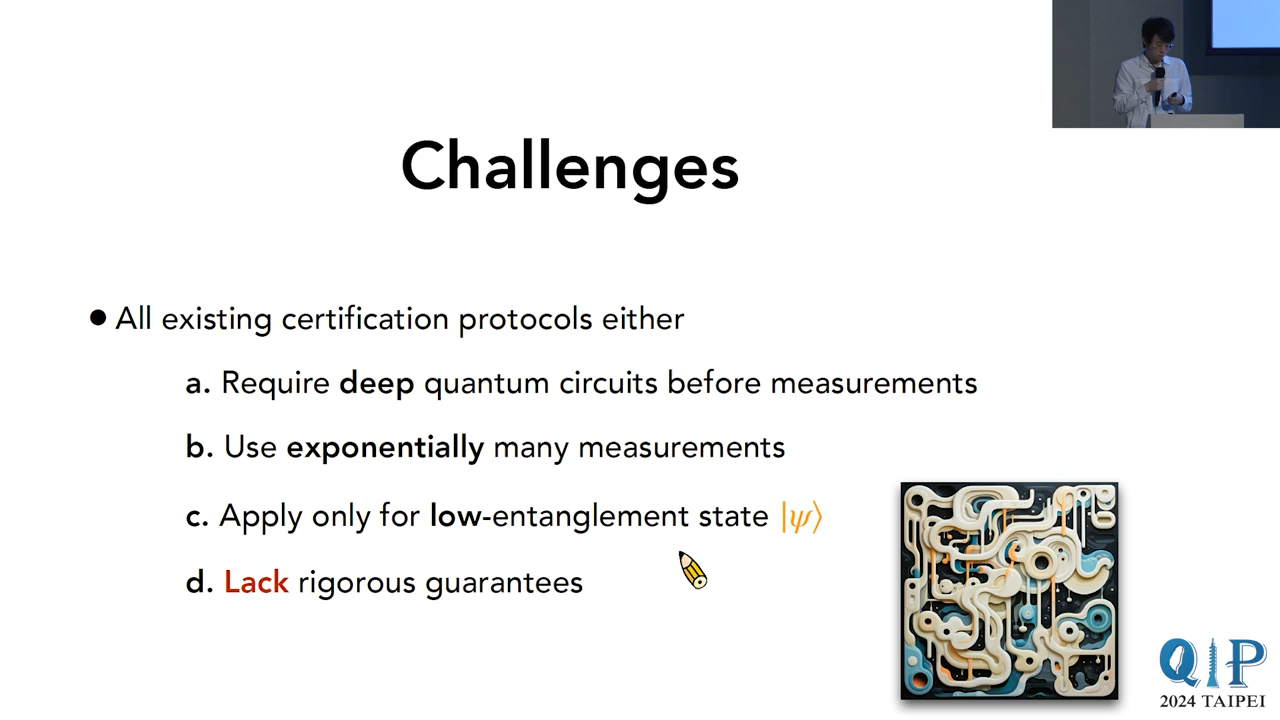 Challenges
● All existing certification protocols either
a. Require deep quantum circuits before measurements
b. Use exponentially many measurements
c. Apply only for low-entanglement state |ψ⟩
d. Lack rigorous guarantees
QIP
2024 TAIPEI